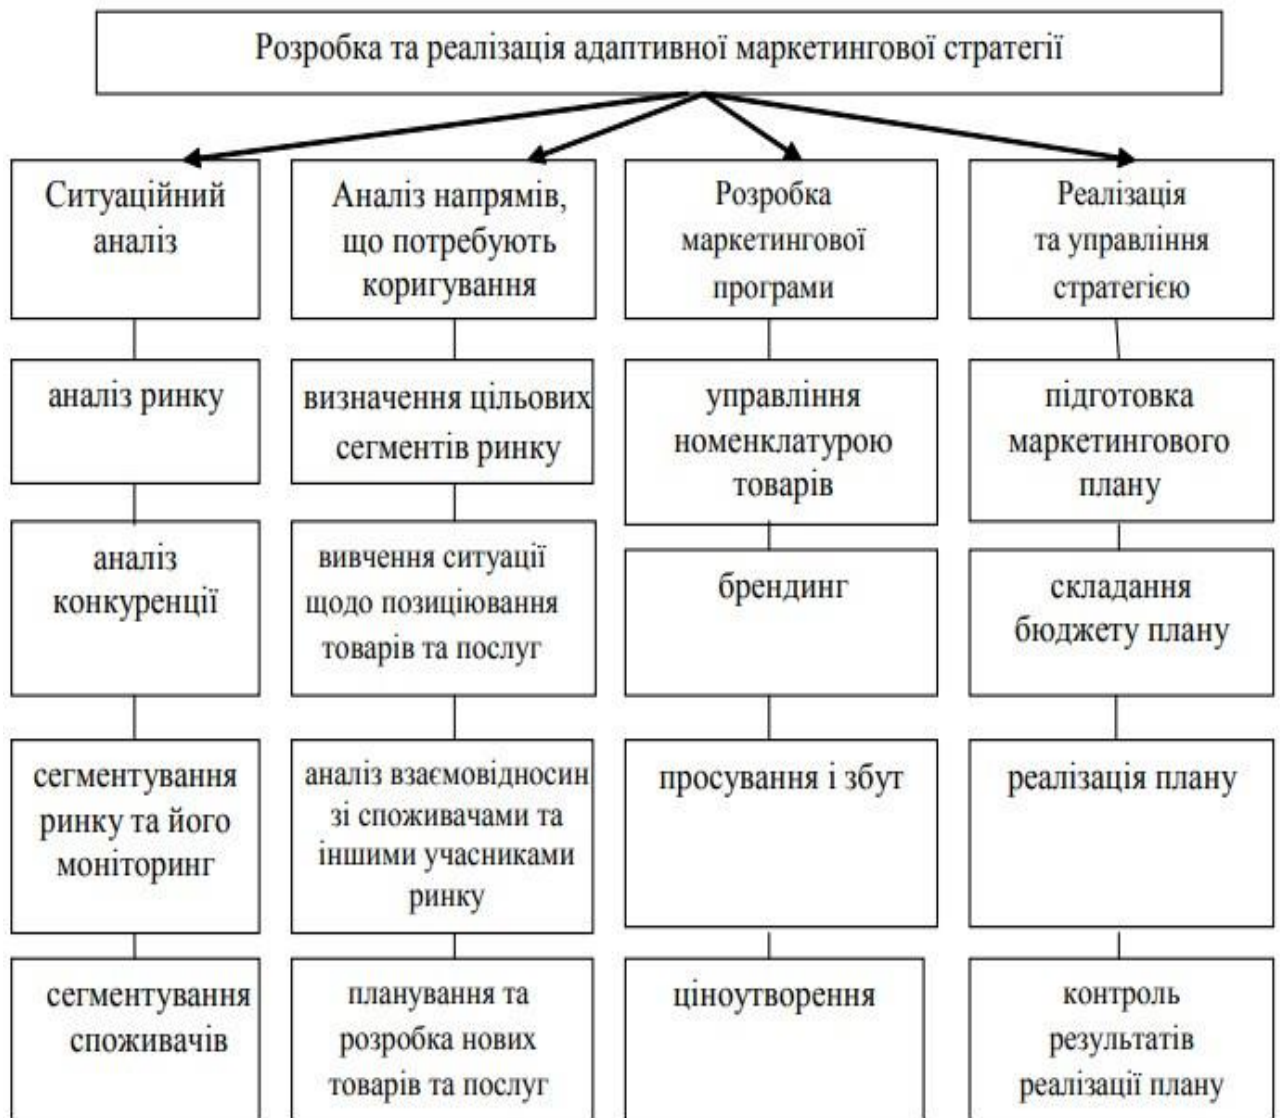 Розробка та реалізація адаптивної маркетингової стратегії
Ситуаційний
аналіз
аналіз ринку
аналіз
конкуренції
сегментування
ринку та його
моніторинг
сегментування
споживачів
Аналіз напрямів,
що потребують
коригування
визначення цільових
сегментів ринку
вивчення ситуації
щодо позиціювання
товарів та послуг
аналіз взаємовідносин
зі споживачами та
іншими учасниками
ринку
планування та
розробка нових
товарів та послуг
Розробка
маркетингової
програми
управління
номенклатурою
товарів
брендинг
просування і збут
ціноутворення
Реалізація
та управління
стратегією
підготовка
маркетингового
плану
складання
бюджету плану
реалізація плану
контроль
результатів
реалізації плану